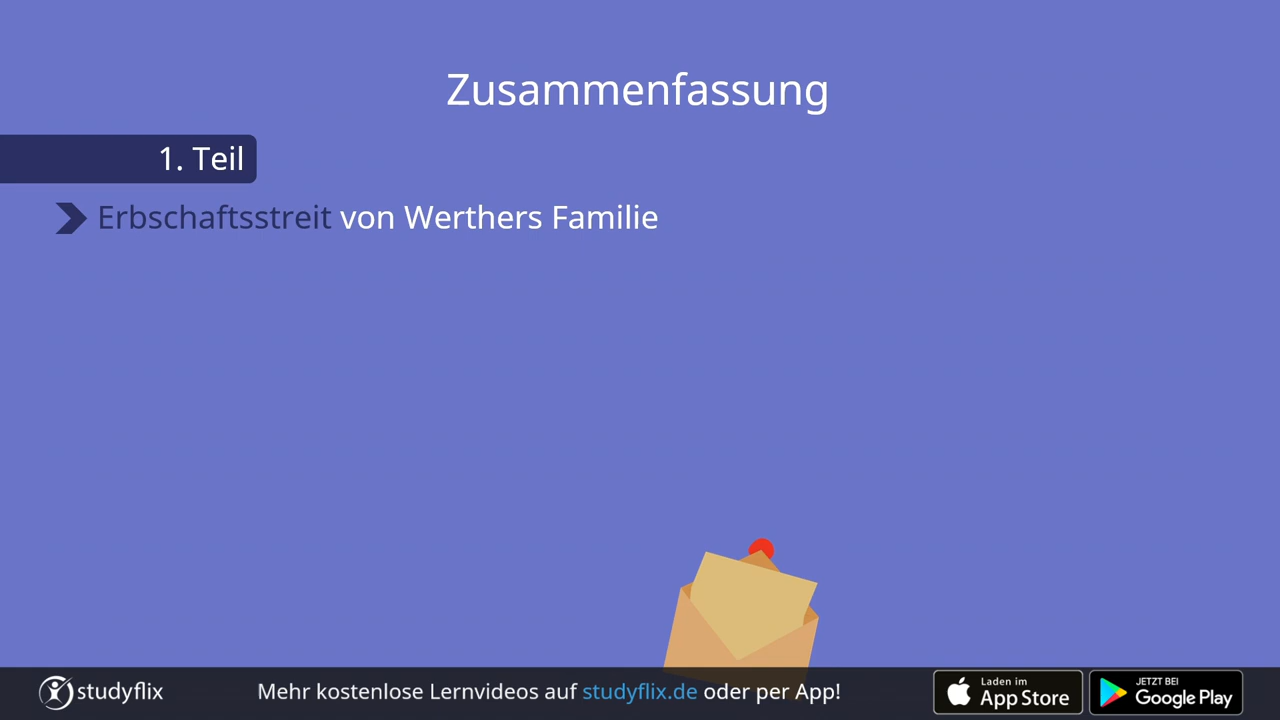 Zusammenfassung
1. Teil
Erbschaftsstreit von Werthers Familie
studyflix
Mehr kostenlose Lernvideos auf studyflix.de oder per App!
Laden im
App Store
JETZT BEI
Google Play